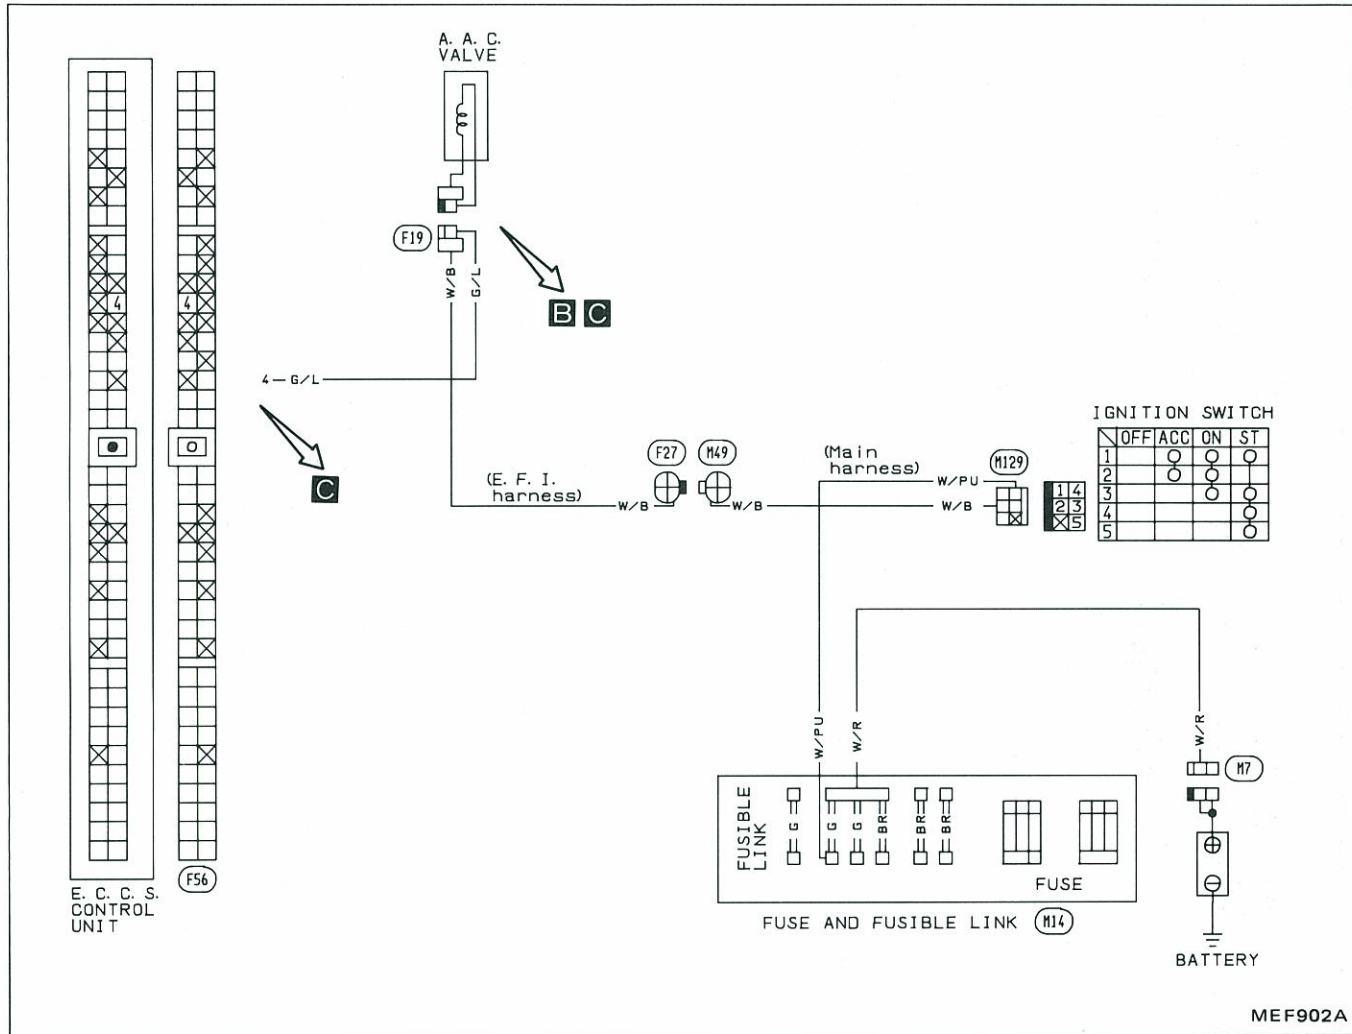 A. A. C.
VALVE
F19
W/B
G/L
B C
4
4
4 G/L
C
(E. F. I.
harness)
W/B
F27
M49
W/B
(Main
harness)
W/PU
W/B
M129
1 4
2 3
5
IGNITION SWITCH
OFF ACC ON ST
1
2
3
4
5
W/PU
W/R
W/R
M7
FUSIBLE
LINK
G
G
G
BR
BR
BR
FUSE
FUSE AND FUSIBLE LINK M14
BATTERY
F56
E. C. C. S.
CONTROL
UNIT
MEF902A